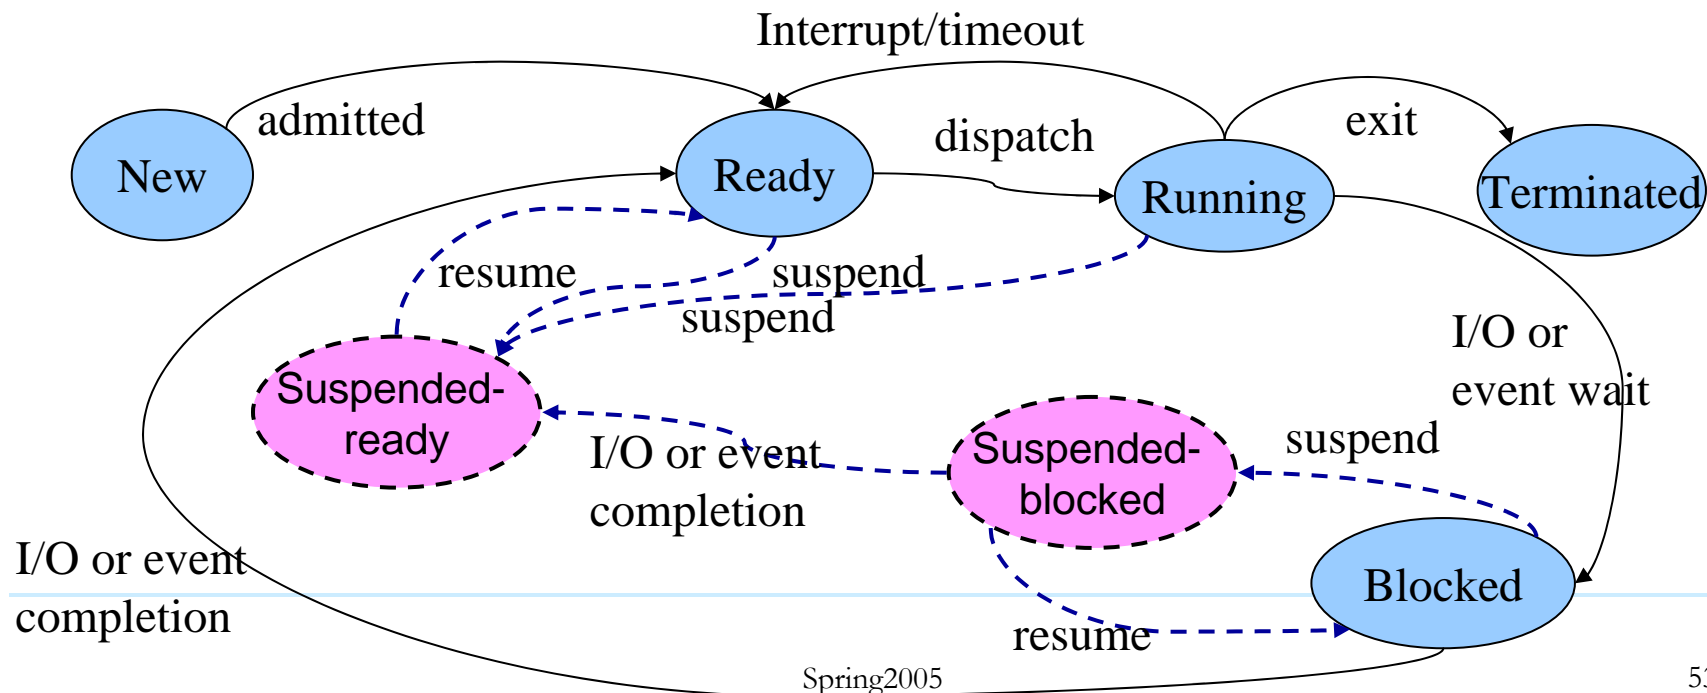 Interrupt/timeout
admitted
exit
dispatch
New
Ready
Running
Terminated
resume
suspend
suspend
I/O or
event wait
Suspended-
ready
suspend
I/O or event
completion
Suspended-
blocked
I/O or event
completion
Blocked
resume
Spring2005